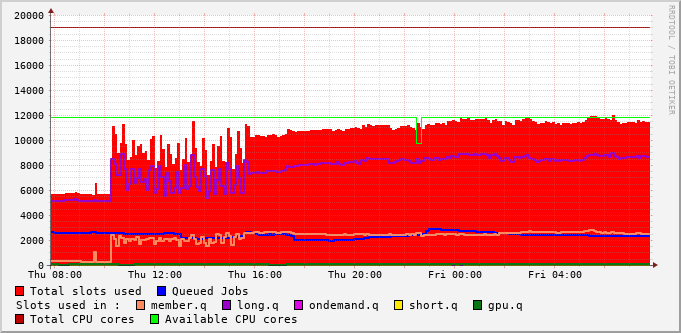 20000
18000
16000
14000
12000
10000
8000
6000
4000
2000
0
Thu 08:00 Thu 12:00 Thu 16:00 Thu 20:00 Fri 00:00 Fri 04:00
RRDTOOL / TOBI OETIKER
Total slots used Queued Jobs
Slots used in : member.q long.q ondemand.q short.q gpu.q
Total CPU cores Available CPU cores